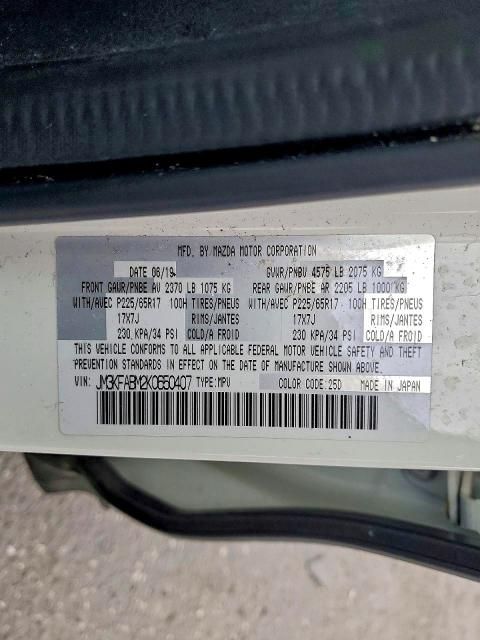 MFD. BY MAZDA MOTOR CORPORATION
DATE 06/19 GVWR/PNBV 4575 LB 2075 KG
FRONT GAWR/PNBE AV 2370 LB 1075 KG REAR GAWR/PNBE AR 2205 LB 1000 KG
WITH/AVEC P225/65R17 100H TIRES/PNEUS WITH/AVEC P225/65R17 100H TIRES/PNEUS
17X7J RIMS/JANTES 17X7J RIMS/JANTES
230 KPA/34 PSI COLD/A FROID 230 KPA/34 PSI COLD/A FROID
THIS VEHICLE CONFORMS TO ALL APPLICABLE FEDERAL MOTOR VEHICLE SAFETY AND THEFT
PREVENTION STANDARDS IN EFFECT ON THE DATE OF MANUFACTURE SHOWN ABOVE.
VIN: JM3KFABM2K0650407 TYPE:MPV COLOR CODE:25D MADE IN JAPAN